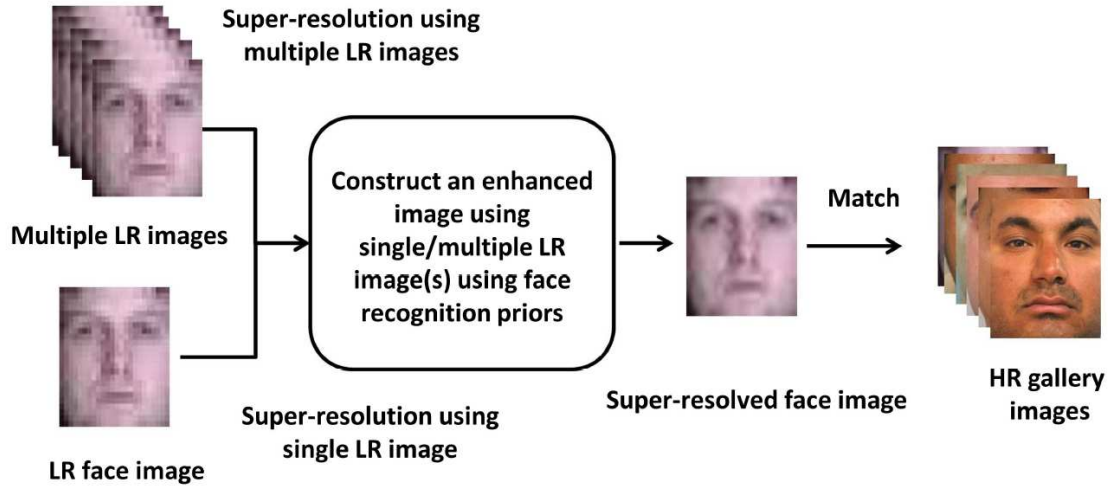 Super-resolution using
multiple LR images
Multiple LR images
Construct an enhanced
image using
single/multiple LR
image(s) using face
recognition priors
Match
Super-resolved face image
HR gallery
images
Super-resolution using
single LR image
LR face image